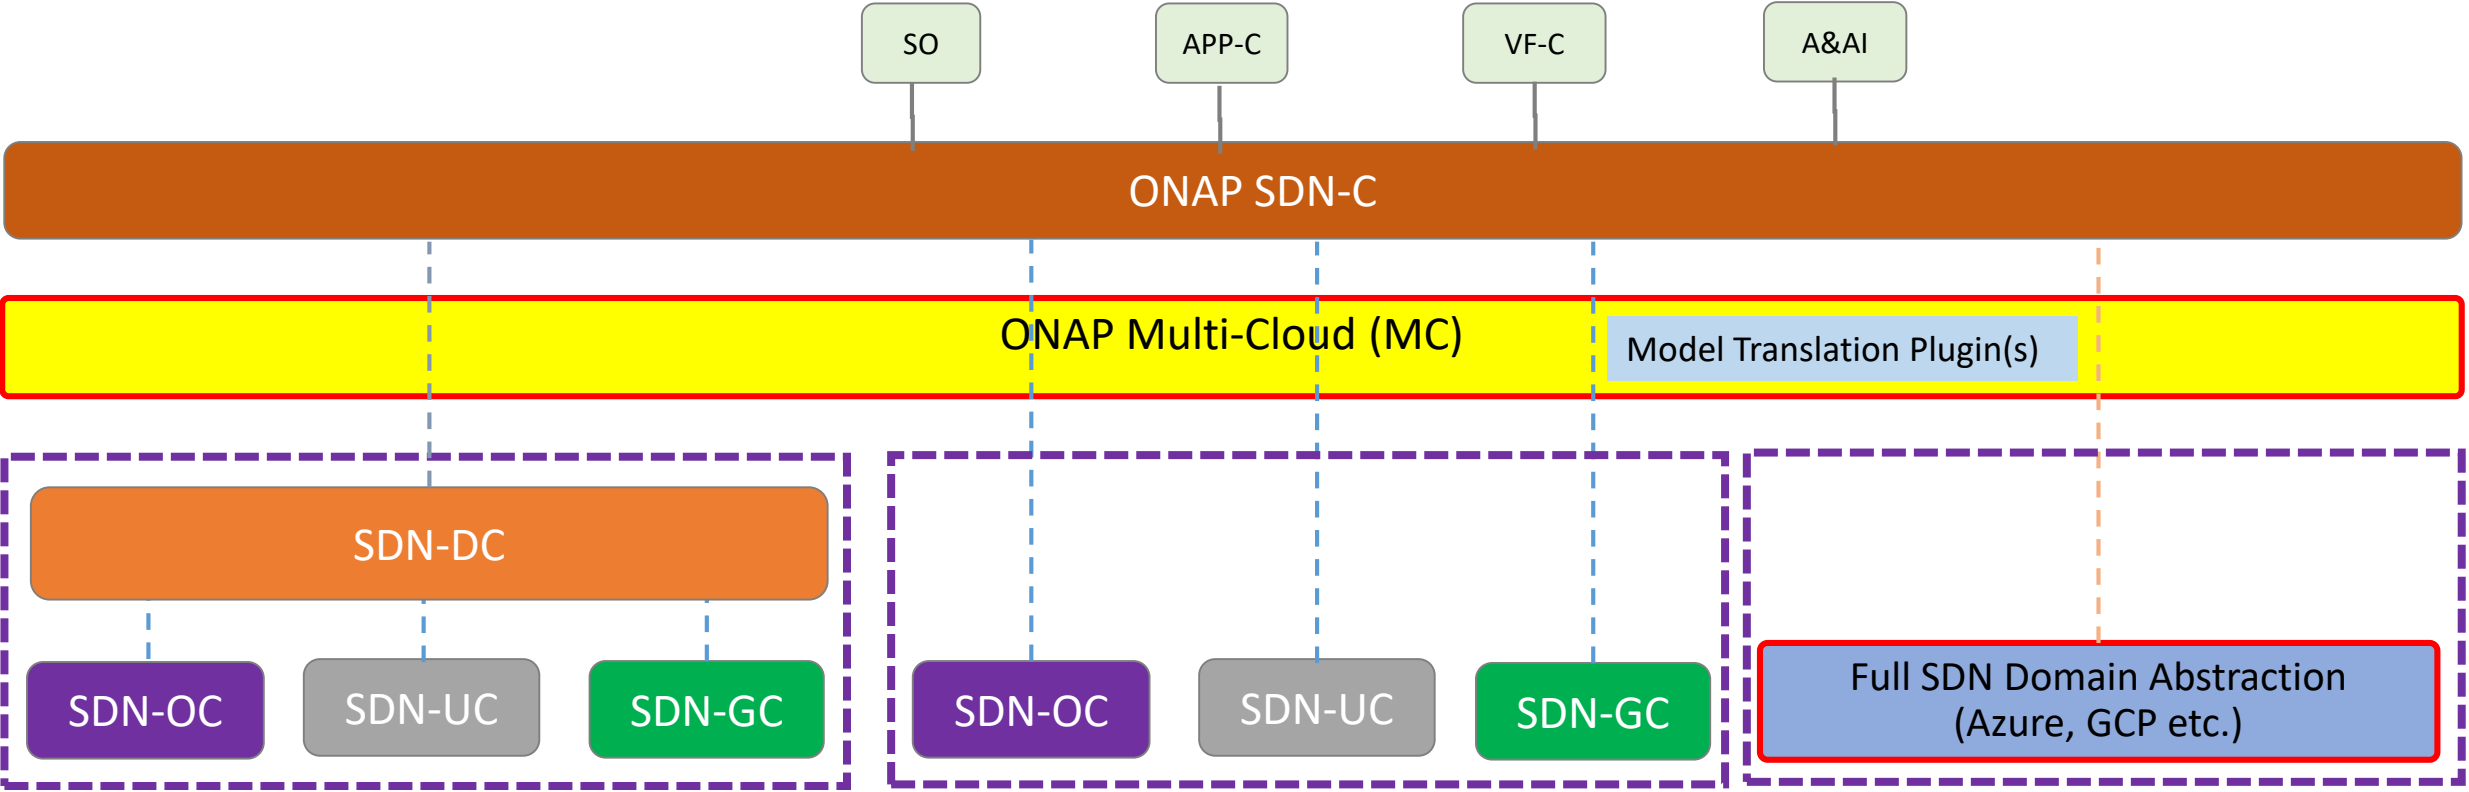 SO
APP-C
VF-C
A&AI
ONAP SDN-C
ONAP Multi-Cloud (MC)
Model Translation Plugin(s)
SDN-DC
SDN-OC
SDN-UC
SDN-GC
SDN-OC
SDN-UC
SDN-GC
Full SDN Domain Abstraction
(Azure, GCP etc.)